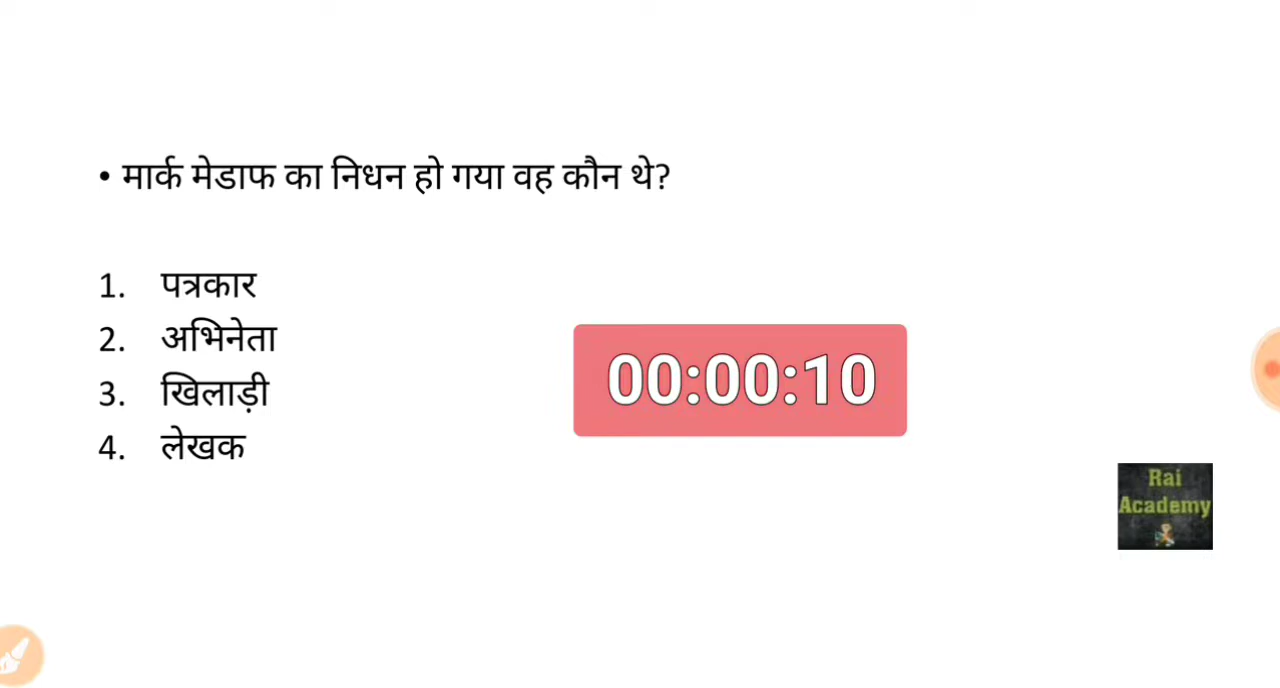 • मार्क मेडाफ का निधन हो गया वह कौन थे?
1. पत्रकार
2. अभिनेता
3. खिलाड़ी
4. लेखक
00:00:10
Rai
Academy